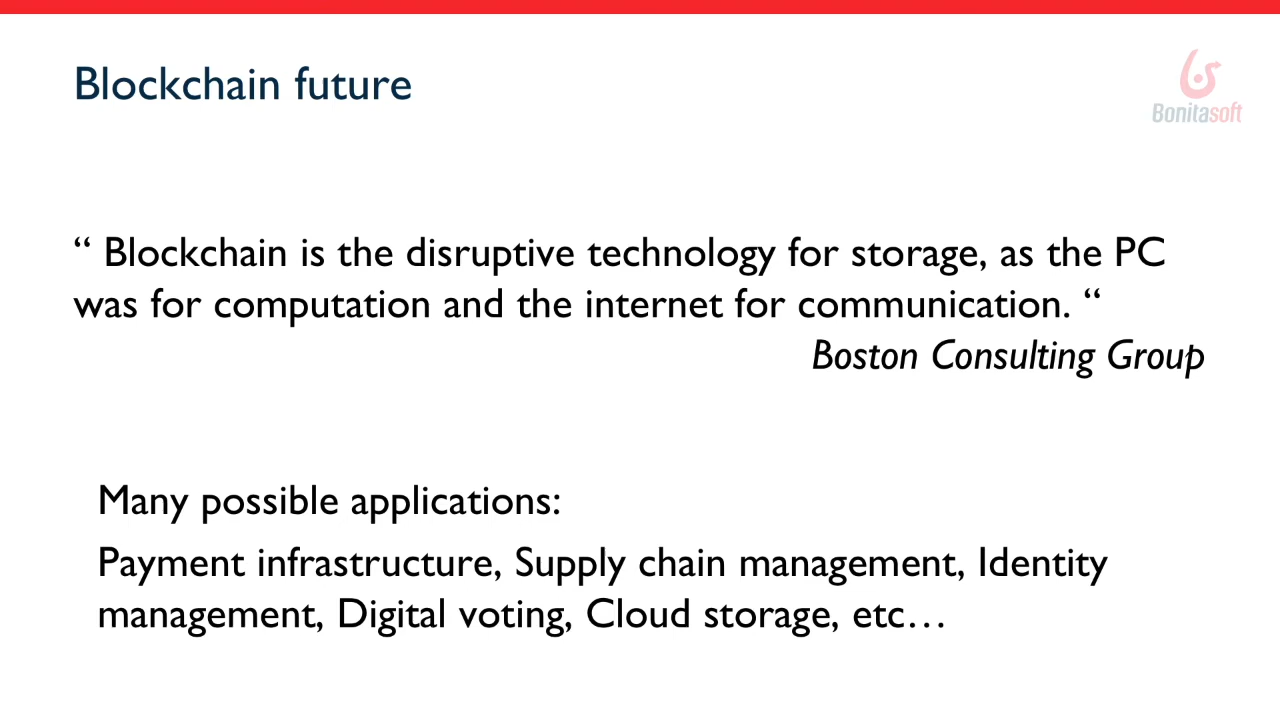 Blockchain future
Bonitasoft
“ Blockchain is the disruptive technology for storage, as the PC
was for computation and the internet for communication. “
Boston Consulting Group
Many possible applications:
Payment infrastructure, Supply chain management, Identity
management, Digital voting, Cloud storage, etc…